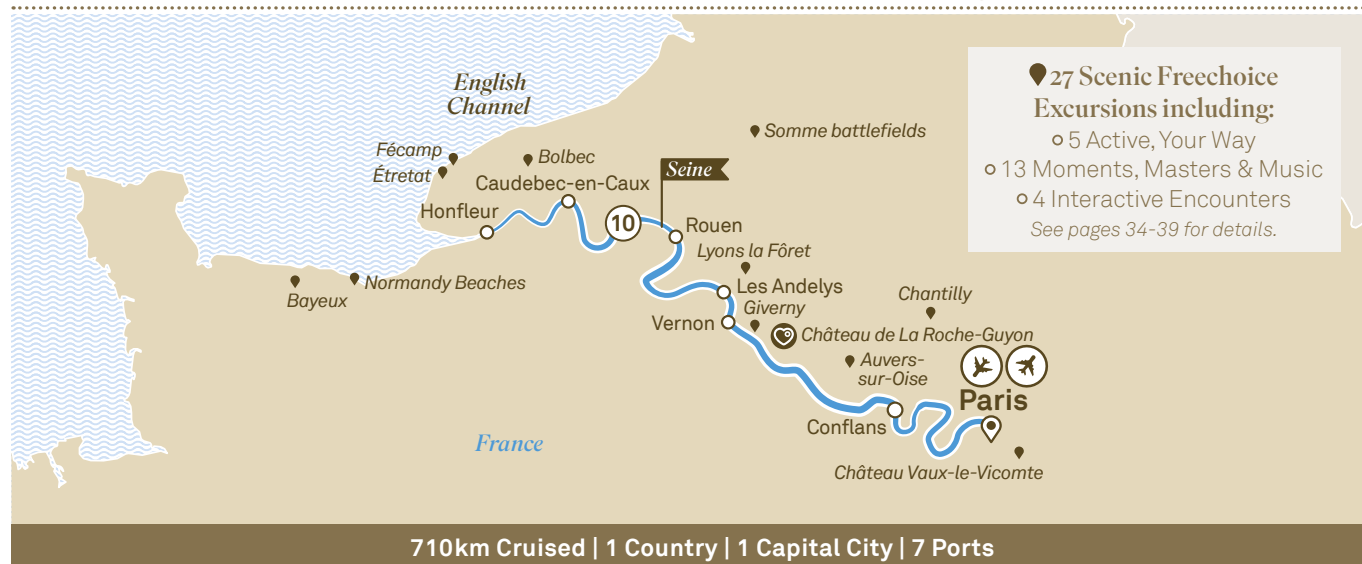 English
Channel
27 Scenic Freechoice
Excursions including:
5 Active, Your Way
13 Moments, Masters & Music
4 Interactive Encounters
See pages 34-39 for details.
Somme battlefields
Fécamp
Bolbec
Étretat
Seine
Caudebec-en-Caux
Honfleur
10
Rouen
Lyons la Fôret
Bayeux
Normandy Beaches
Les Andelys
Giverny
Chantilly
Vernon
Château de La Roche-Guyon
Auvers-
sur-Oise
Paris
Conflans
France
Château Vaux-le-Vicomte
710km Cruised | 1 Country | 1 Capital City | 7 Ports